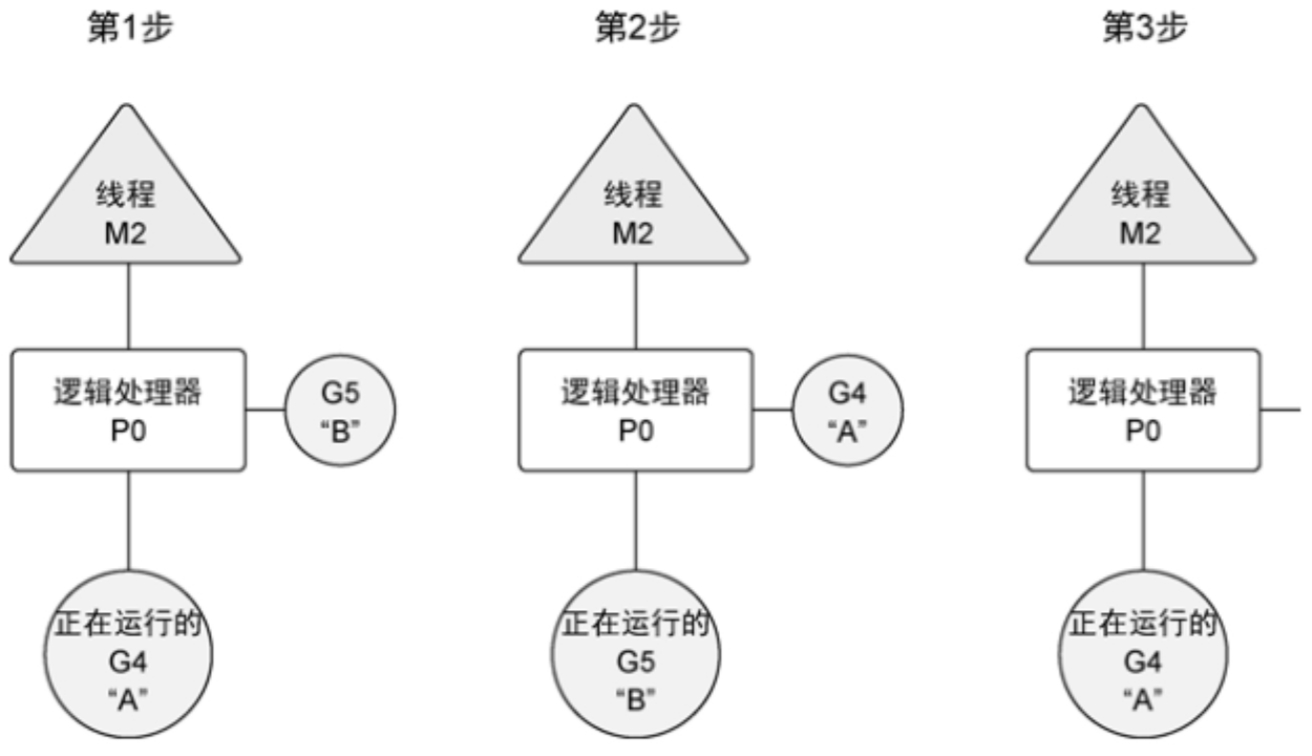 第1步
线程
M2
逻辑处理器
P0
G5
“B”
正在运行的
G4
“A”
第2步
线程
M2
逻辑处理器
P0
G4
“A”
正在运行的
G5
“B”
第3步
线程
M2
逻辑处理器
P0
正在运行的
G4
“A”